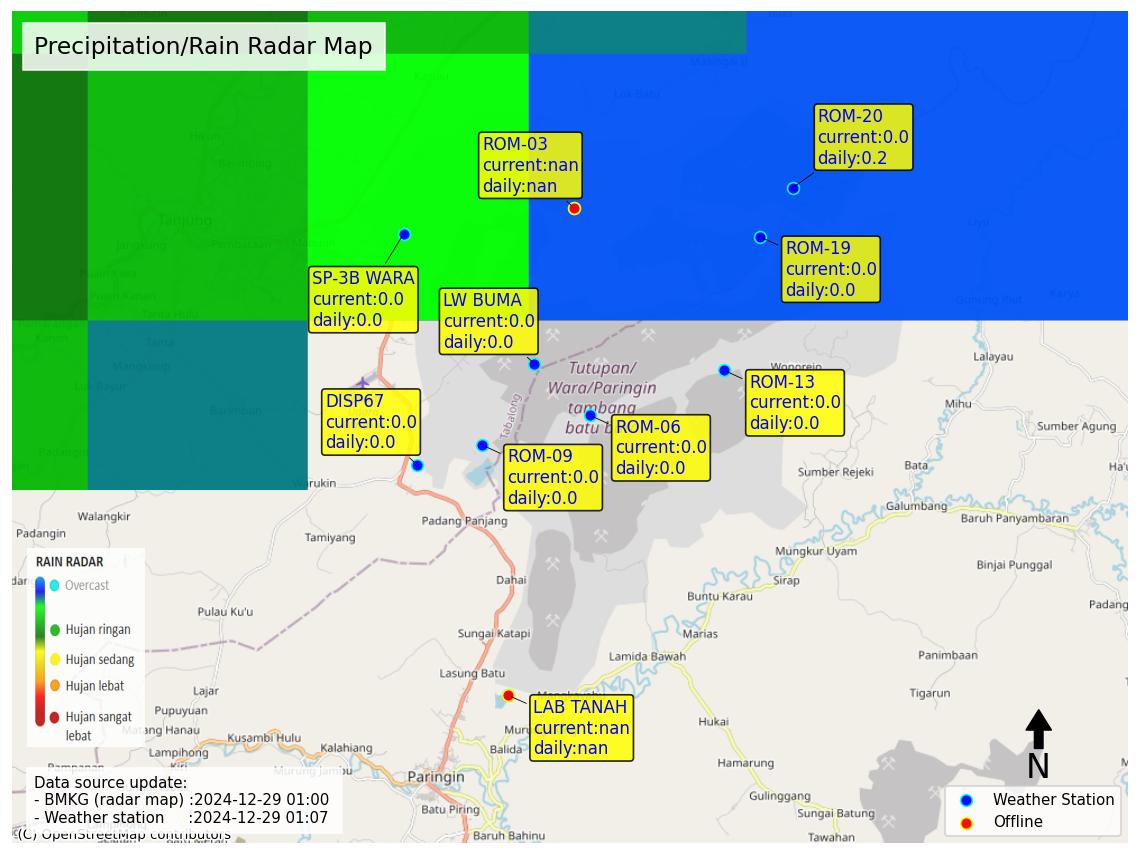 Precipitation/Rain Radar Map
ROM-20
current:0.0
daily:0.2
ROM-03
current:nan
daily:nan
Tanjung
ROM-19
current:0.0
daily:0.0
SP-3B WARA
current:0.0
daily:0.0
LW BUMA
current:0.0
daily:0.0
Lalayau
Wonorejo
Tutupan/
Wara/Paringin
tambang
batu
ROM-13
current:0.0
daily:0.0
DISP67
current:0.0
daily:0.0
Tabalong
Mihu
ROM-06
current:0.0
daily:0.0
Sumber Agung
ROM-09
current:0.0
daily:0.0
Bata
Sumber Rejeki
Warukin
Galumbang
Walangkir
Padang Panjang
Baruh Panyambaran
Padangin
Tamiyang
Mungkur Uyam
Binjai Punggal
RAIN RADAR
Overcast
Hujan ringan
Hujan sedang
Hujan lebat
Hujan sangat
lebat
Dahai
Sirap
Buntu Karau
Pulau Ku'u
Sungai Katapi
Marias
Lamida Bawah
Panimbaan
Lasung Batu
Lajar
Tigarun
Pupuyuan
LAB TANAH
current:nan
daily:nan
Matang Hanau
Hukai
Kusambi Hulu
Lampihong
Kalahiang
Balida
Hamarung
Murung Jambu
Paringin
N
Gulinggang
Batu Piring
Sungai Batung
Baruh Bahinu
Tawahan
Data source update:
- BMKG (radar map) :2024-12-29 01:00
- Weather station :2024-12-29 01:07
(C) OpenStreetMap contributors
Weather Station
Offline